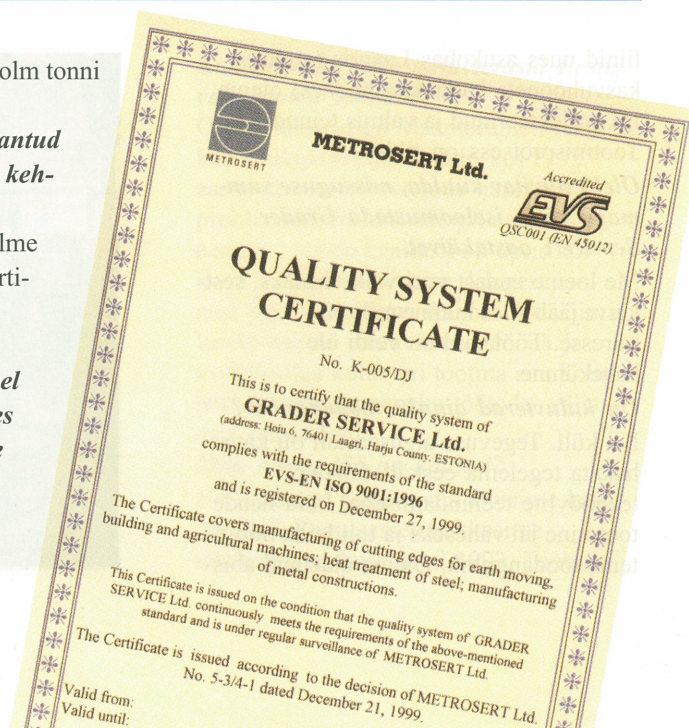 olm tonni
antud
keh-
lme
rti-
el
es
e
METROSERT
METROSERT Ltd.
Accredited
EVS
QSC001 (EN 45012)
QUALITY SYSTEM
CERTIFICATE
No. K-005/DJ
This is to certify that the quality system of
GRADER SERVICE Ltd.
(address: Hoiu 6, 76401 Laagri, Harju County. ESTONIA)
complies with the requirements of the standard
EVS-EN ISO 9001:1996
and is registered on December 27, 1999.
The Certificate covers manufacturing of cutting edges for earth moving,
building and agricultural machines; heat treatment of steel; manufacturing
of metal constructions.
This Certificate is issued on the condition that the quality system of GRADER
SERVICE Ltd. continuously meets the requirements of the above-mentioned
standard and is under regular surveillance of METROSERT Ltd.
The Certificate is issued according to the decision of METROSERT Ltd.
No. 5-3/4-1 dated December 21, 1999.
Valid from:
Valid until: